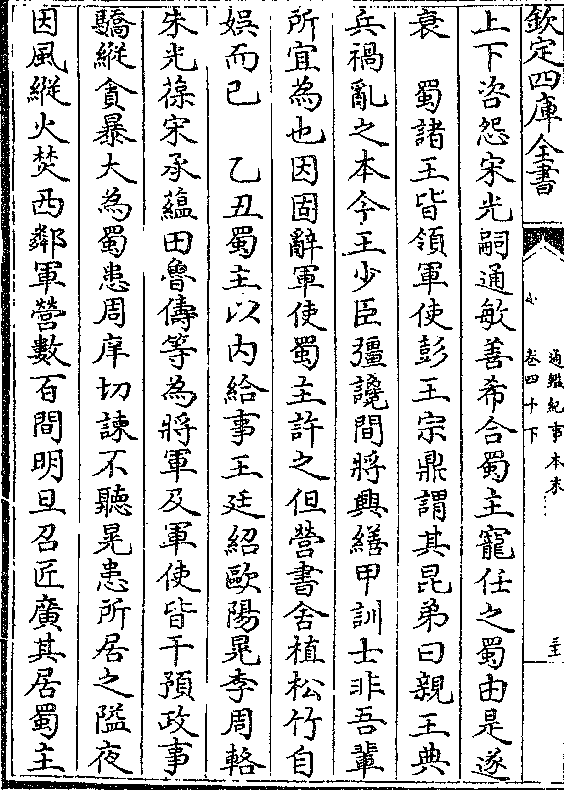 欽定四庫全書
通鑑紀事本末
卷四十下
上下咨怨宋光嗣通敏善希合蜀主寵任之蜀由是遂
衰　蜀諸王皆領軍使彭王宗鼎謂其昆弟曰親王典
兵禍亂之本今王少臣彊讒間將興繕甲訓士非吾輩
所宜為也因固辭軍使蜀主許之但營書舍植松竹自
娯而已　乙丑蜀主以内給事王廷紹歐陽晃李周輅
朱光葆宋承藴田魯儔等為將軍及軍使皆干預政事
驕縱貪暴大為蜀患周庠切諫不聽晃患所居之隘夜
因風縱火焚西鄰軍營數百間明旦召匠廣其居蜀主